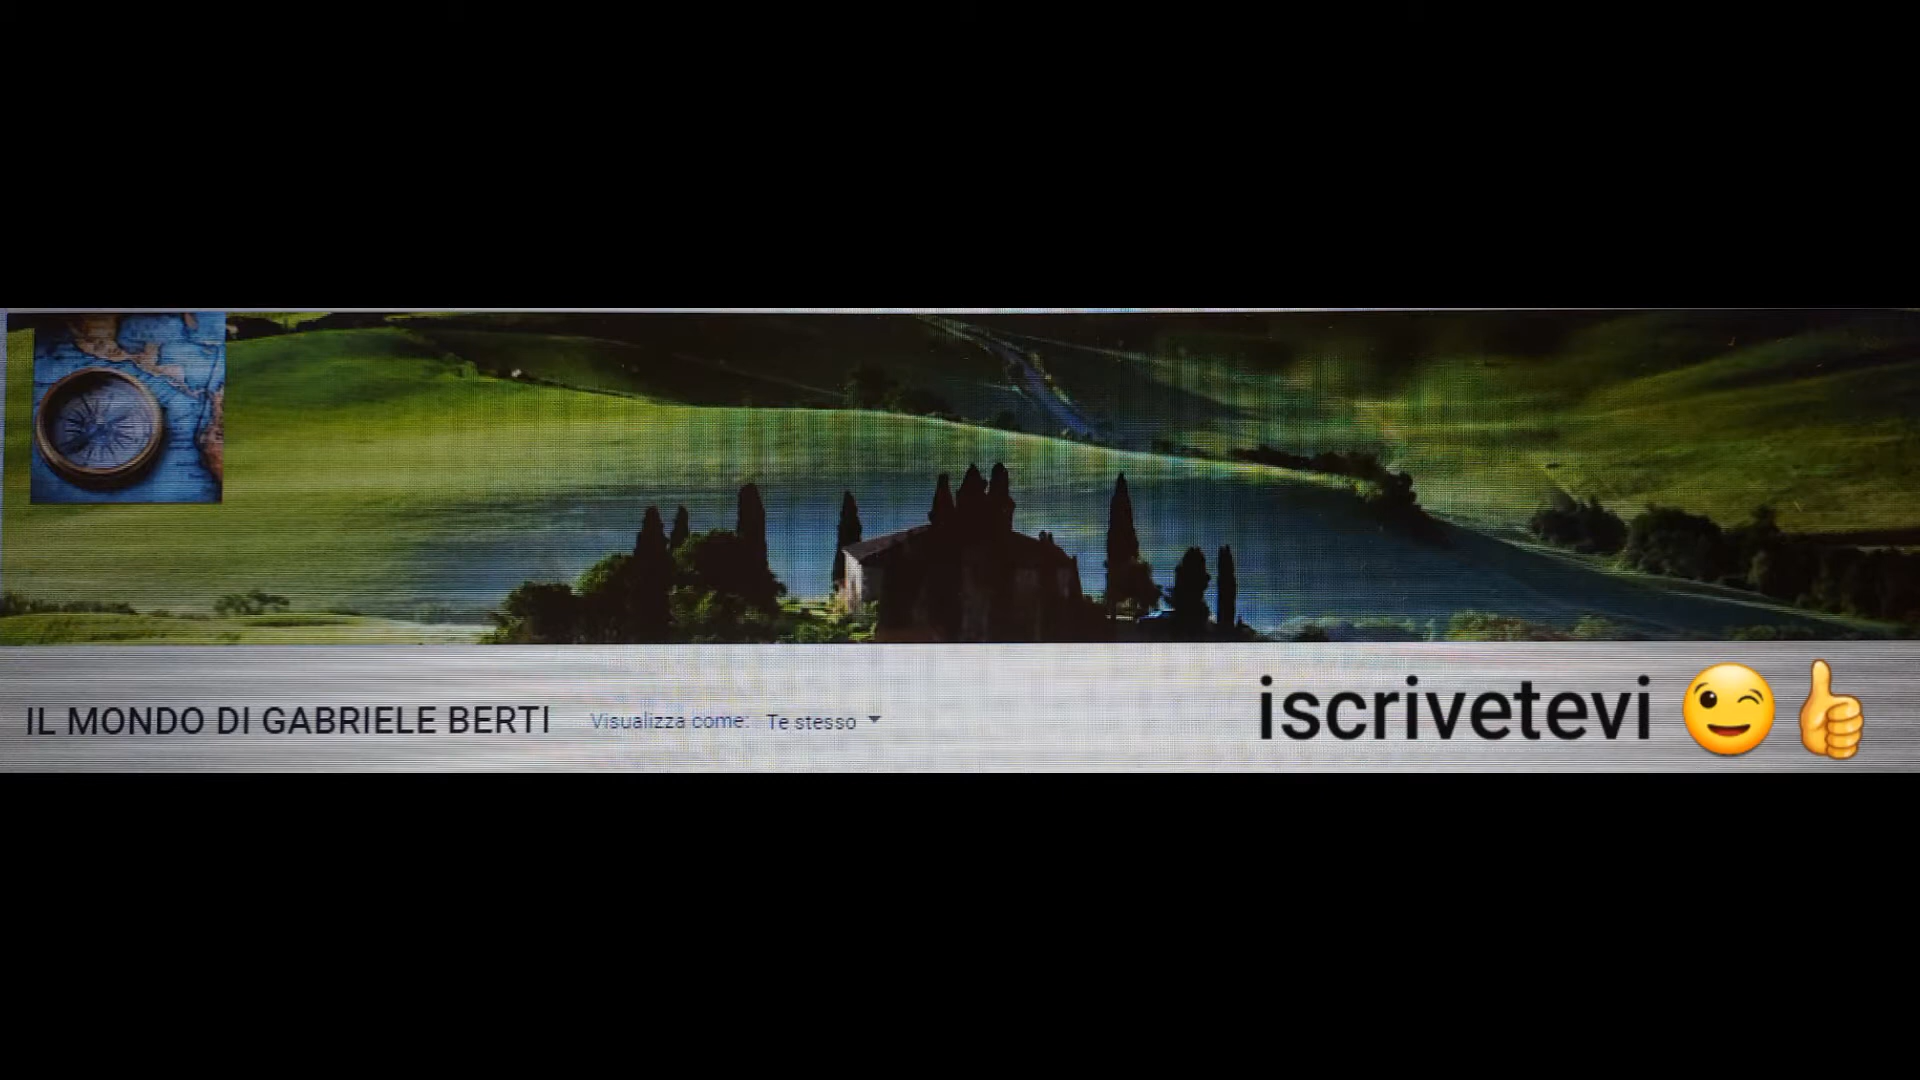 IL MONDO DI GABRIELE BERTI Visualizza come: Te stesso iscrivetevi 😉👍